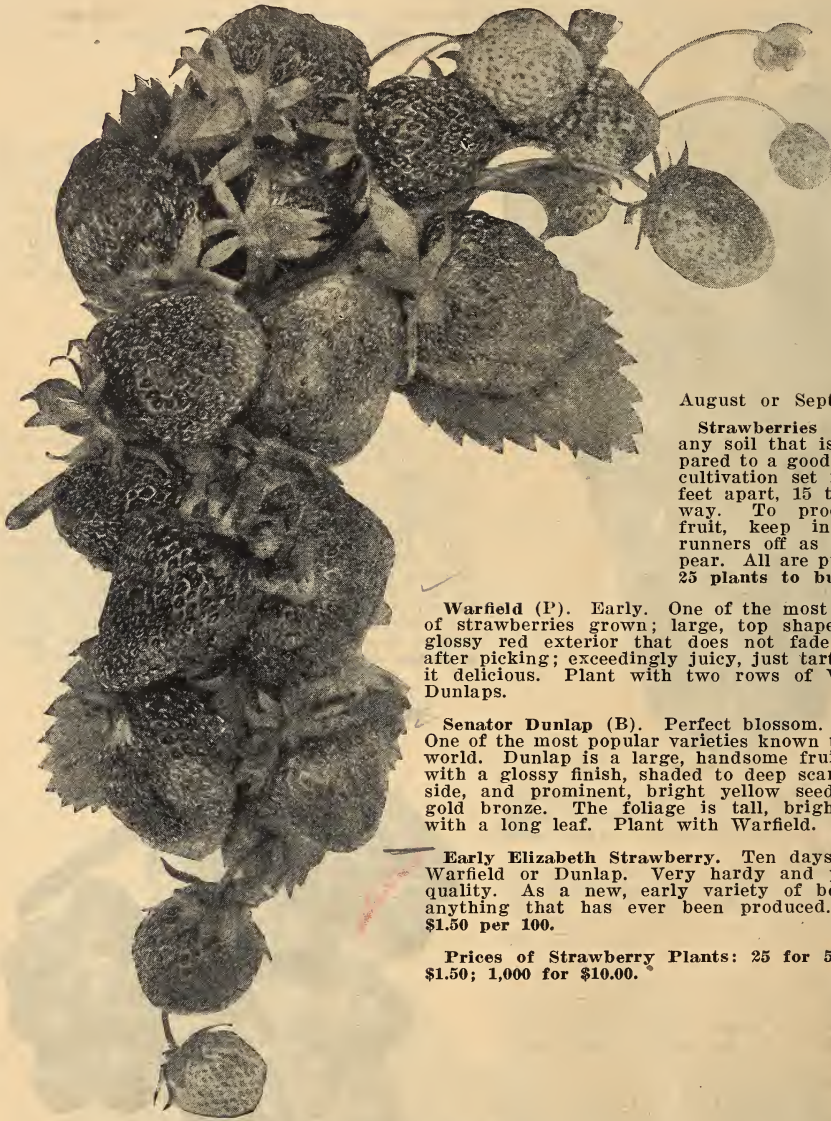 August or Sept
Strawberries
any soil that is
pared to a good
cultivation set
feet apart, 15 t
way. To proc
fruit, keep in
runners off as
pear. All are p
25 plants to bu
Warfield (P). Early. One of the most
of strawberries grown; large, top shape
glossy red exterior that does not fade
after picking; exceedingly juicy, just tart
it delicious. Plant with two rows of
Dunlaps.
Senator Dunlap (B). Perfect blossom.
One of the most popular varieties known
world. Dunlap is a large, handsome frui
with a glossy finish, shaded to deep scar
side, and prominent, bright yellow seed
gold bronze. The foliage is tall, brigh
with a long leaf. Plant with Warfield.
Early Elizabeth Strawberry. Ten days
Warfield or Dunlap. Very hardy and
quality. As a new, early variety of be
anything that has ever been produced.
$1.50 per 100.
Prices of Strawberry Plants: 25 for 5
$1.50; 1,000 for $10.00.